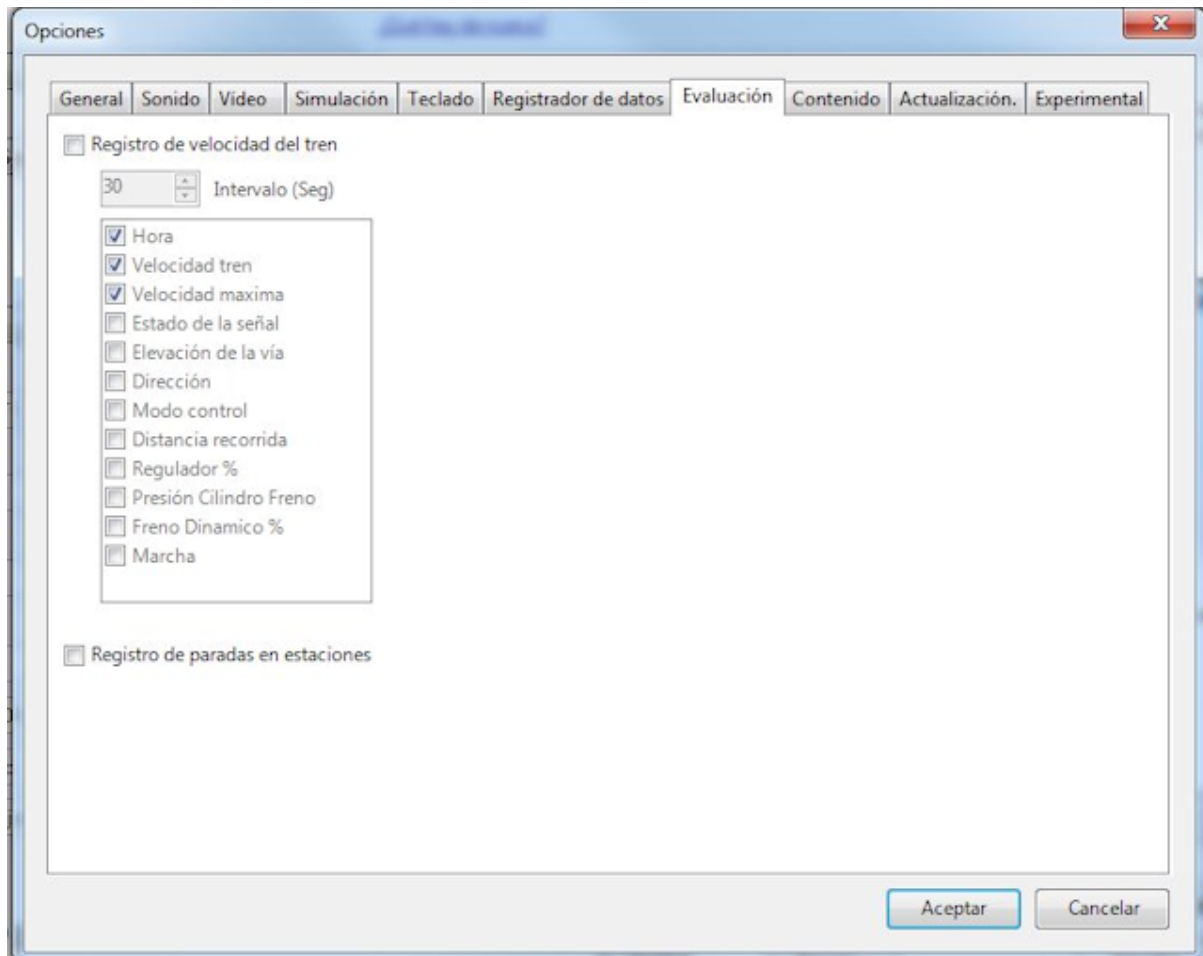 Opciones
General Sonido Vídeo Simulación Teclado Registrador de datos Evaluación Contenido Actualización. Experimental
Registro de velocidad del tren
30 Intervalo (Seg)
Hora
Velocidad tren
Velocidad maxima
Estado de la señal
Elevación de la vía
Dirección
Modo control
Distancia recorrida
Regulador %
Presión Cilindro Freno
Freno Dinamico %
Marcha
Registro de paradas en estaciones
Aceptar Cancelar